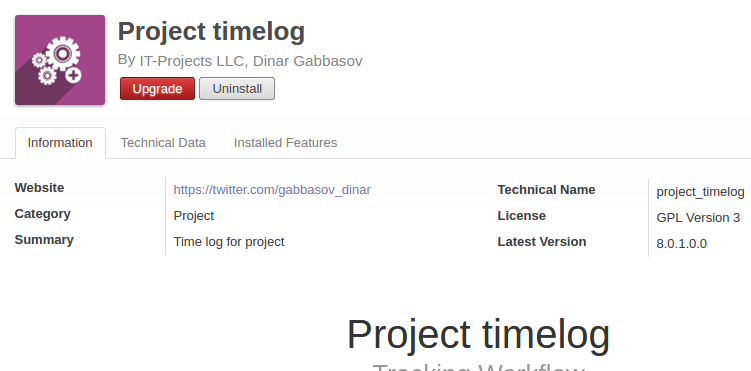 Project timelog
By IT-Projects LLC, Dinar Gabbasov
Upgrade Uninstall
Information Technical Data Installed Features
Website https://twitter.com/gabbasov_dinar Technical Name project_timelog
Category Project License GPL Version 3
Summary Time log for project Latest Version 8.0.1.0.0
Project timelog
Tracking Workflow